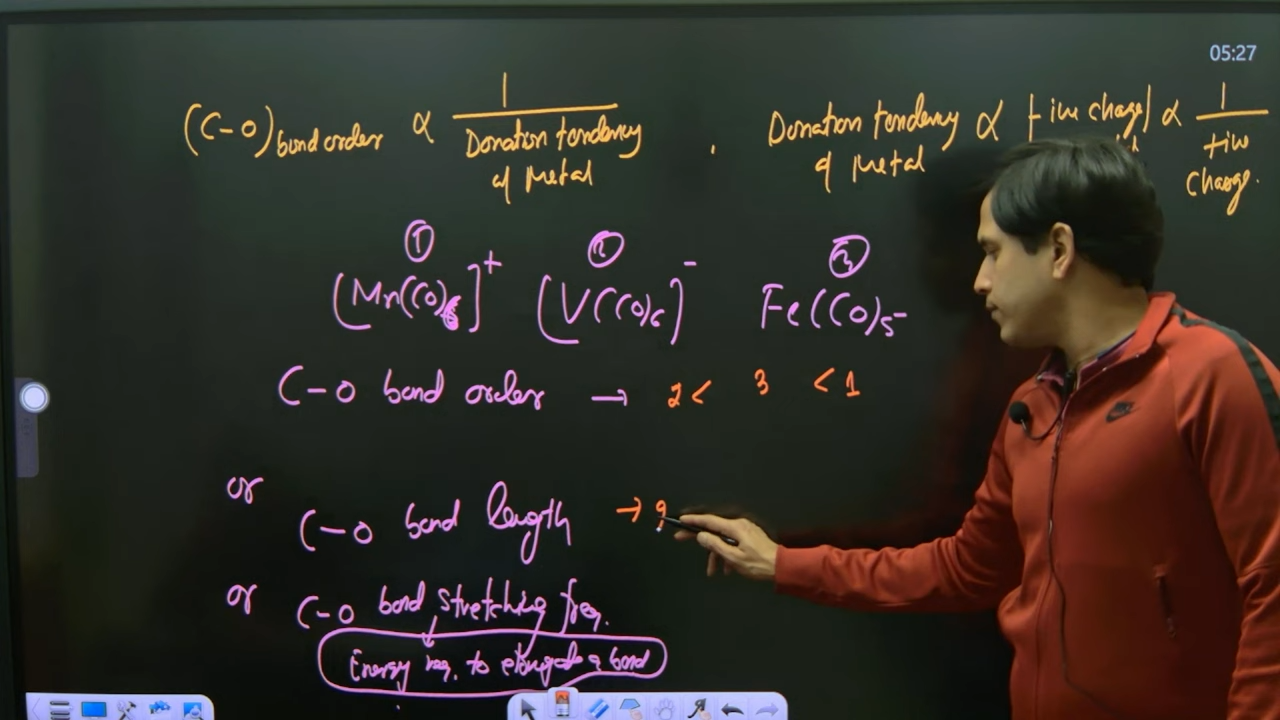 05:27
(C-O) bond order ∝ 1 / Donation tendency of Metal , Donation tendency of Metal ∝ -ive charge ∝ 1 / +ive charge.
① ② ③
[Mn(CO)6]+ [V(CO)6]- Fe(CO)5-
C-O bond order → 2 < 3 < 1
or
C-O bond length →
or C-O bond stretching freq.
Energy req. to elongate a bond